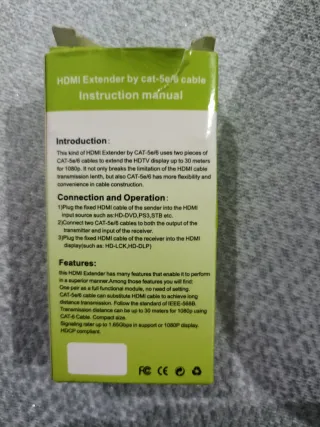 HDMI Extender by cat-5e/6 cable
Instruction manual
Introduction:
This kind of HDMI Extender by CAT-5e/6 uses two pieces of
CAT-5e/6 cables to extend the HDTV display up to 30 meters
for 1080p. It not only breaks the limitation of the HDMI cable
transmission lenth, but also CAT-5e/6 has more flexibility and
convenience in cable construction.
Connection and Operation:
1)Plug the fixed HDMI cable of the sender into the HDMI
input source such as:HD-DVD,PS3,STB etc.
2)Connect two CAT-5e/6 cables to both the output of the
transmitter and input of the receiver.
3)Plug the fixed HDMI cable of the receiver into the HDMI
display(such as: HD-LCK,HD-DLP)
Features:
this HDMI Extender has many features that enable it to perform
in a superior manner.Among those features you will find:
One pair as a full functional module, no need of setting.
CAT-5e/6 cable can substitute HDMI cable to achieve long
distance transmission. Follow the standard of IEEE-568B.
Transmission distance can be up to 30 meters for 1080p using
CAT-6 Cable. Compact size.
Signaling rater up to 1.65Gbps in support or 1080P display.
HDCP compliant.
FC CE